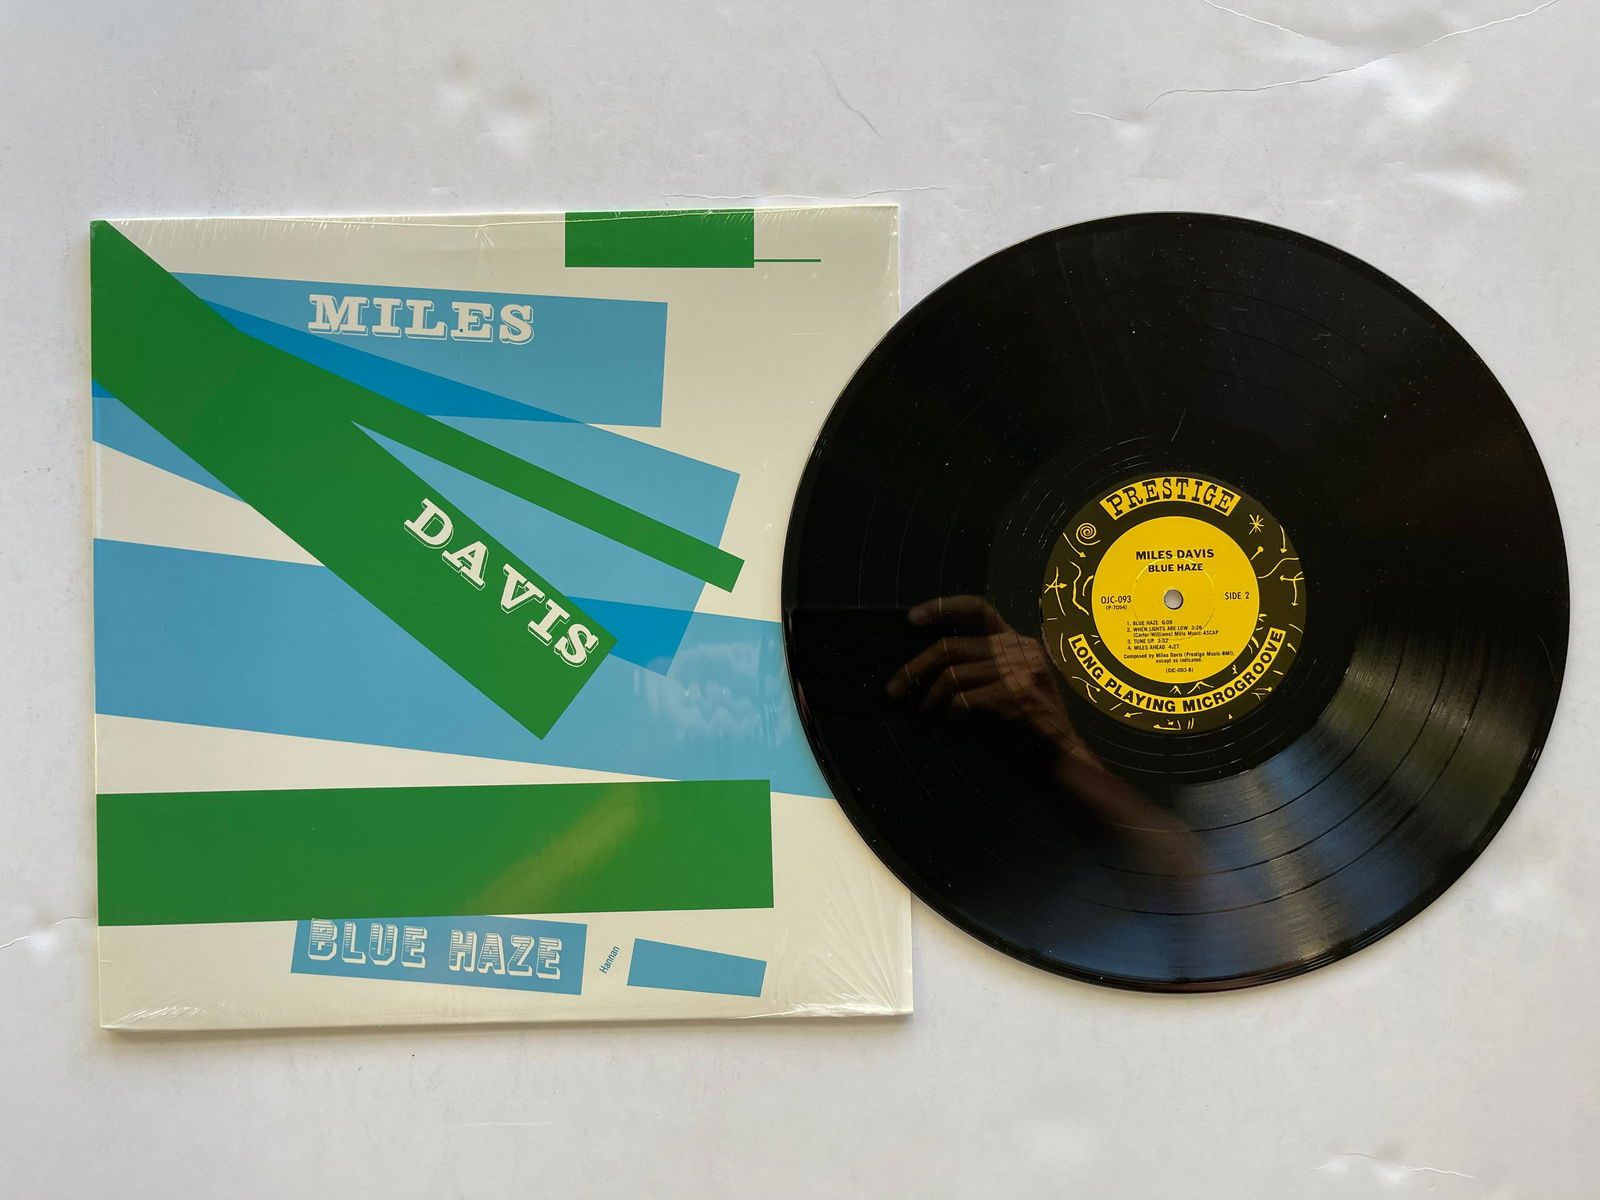 MILES
DAVIS
BLUE HAZE
Hannan
PRESTIGE
MILES DAVIS
BLUE HAZE
OJC-093
(P-7054)
SIDE 2
1. BLUE HAZE 6:09
2. WHEN LIGHTS ARE LOW 3:26
(Carter-Williams) Mills Music-ASCAP
3. TUNE UP 3:52
4. MILES AHEAD 4:27
Composed by Miles Davis (Prestige Music-BMI),
except as indicated.
(OJC-093-B)
LONG PLAYING MICROGROOVE